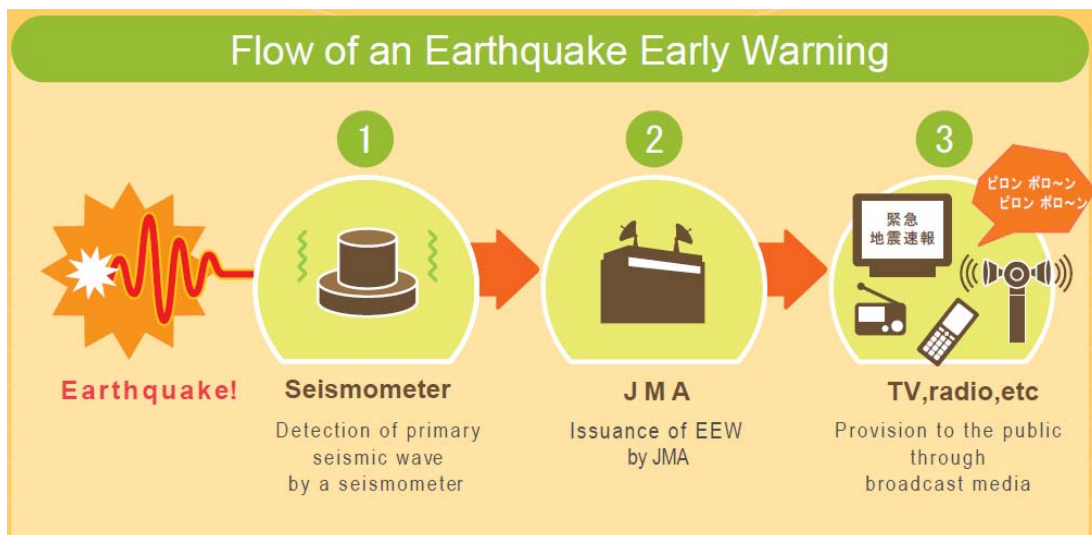 Flow of an Earthquake Early Warning
1
2
3
ピロン ポロ〜ン
ピロン ポロ〜ン
緊急
地震速報
Earthquake!
Seismometer
Detection of primary
seismic wave
by a seismometer
JMA
Issuance of EEW
by JMA
TV,radio,etc
Provision to the public
through
broadcast media